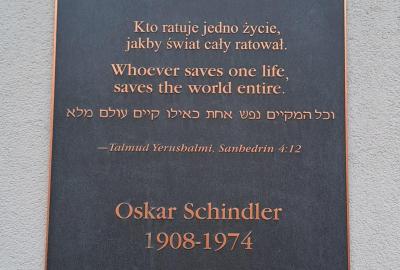 Kto ratuje jedno życie,
jakby świat cały ratował.
Whoever saves one life,
saves the world entire.
וכל המקיים נפש אחת כאילו קיים עולם מלא
—Talmud Yerushalmi, Sanhedrin 4:12
Oskar Schindler
1908-1974